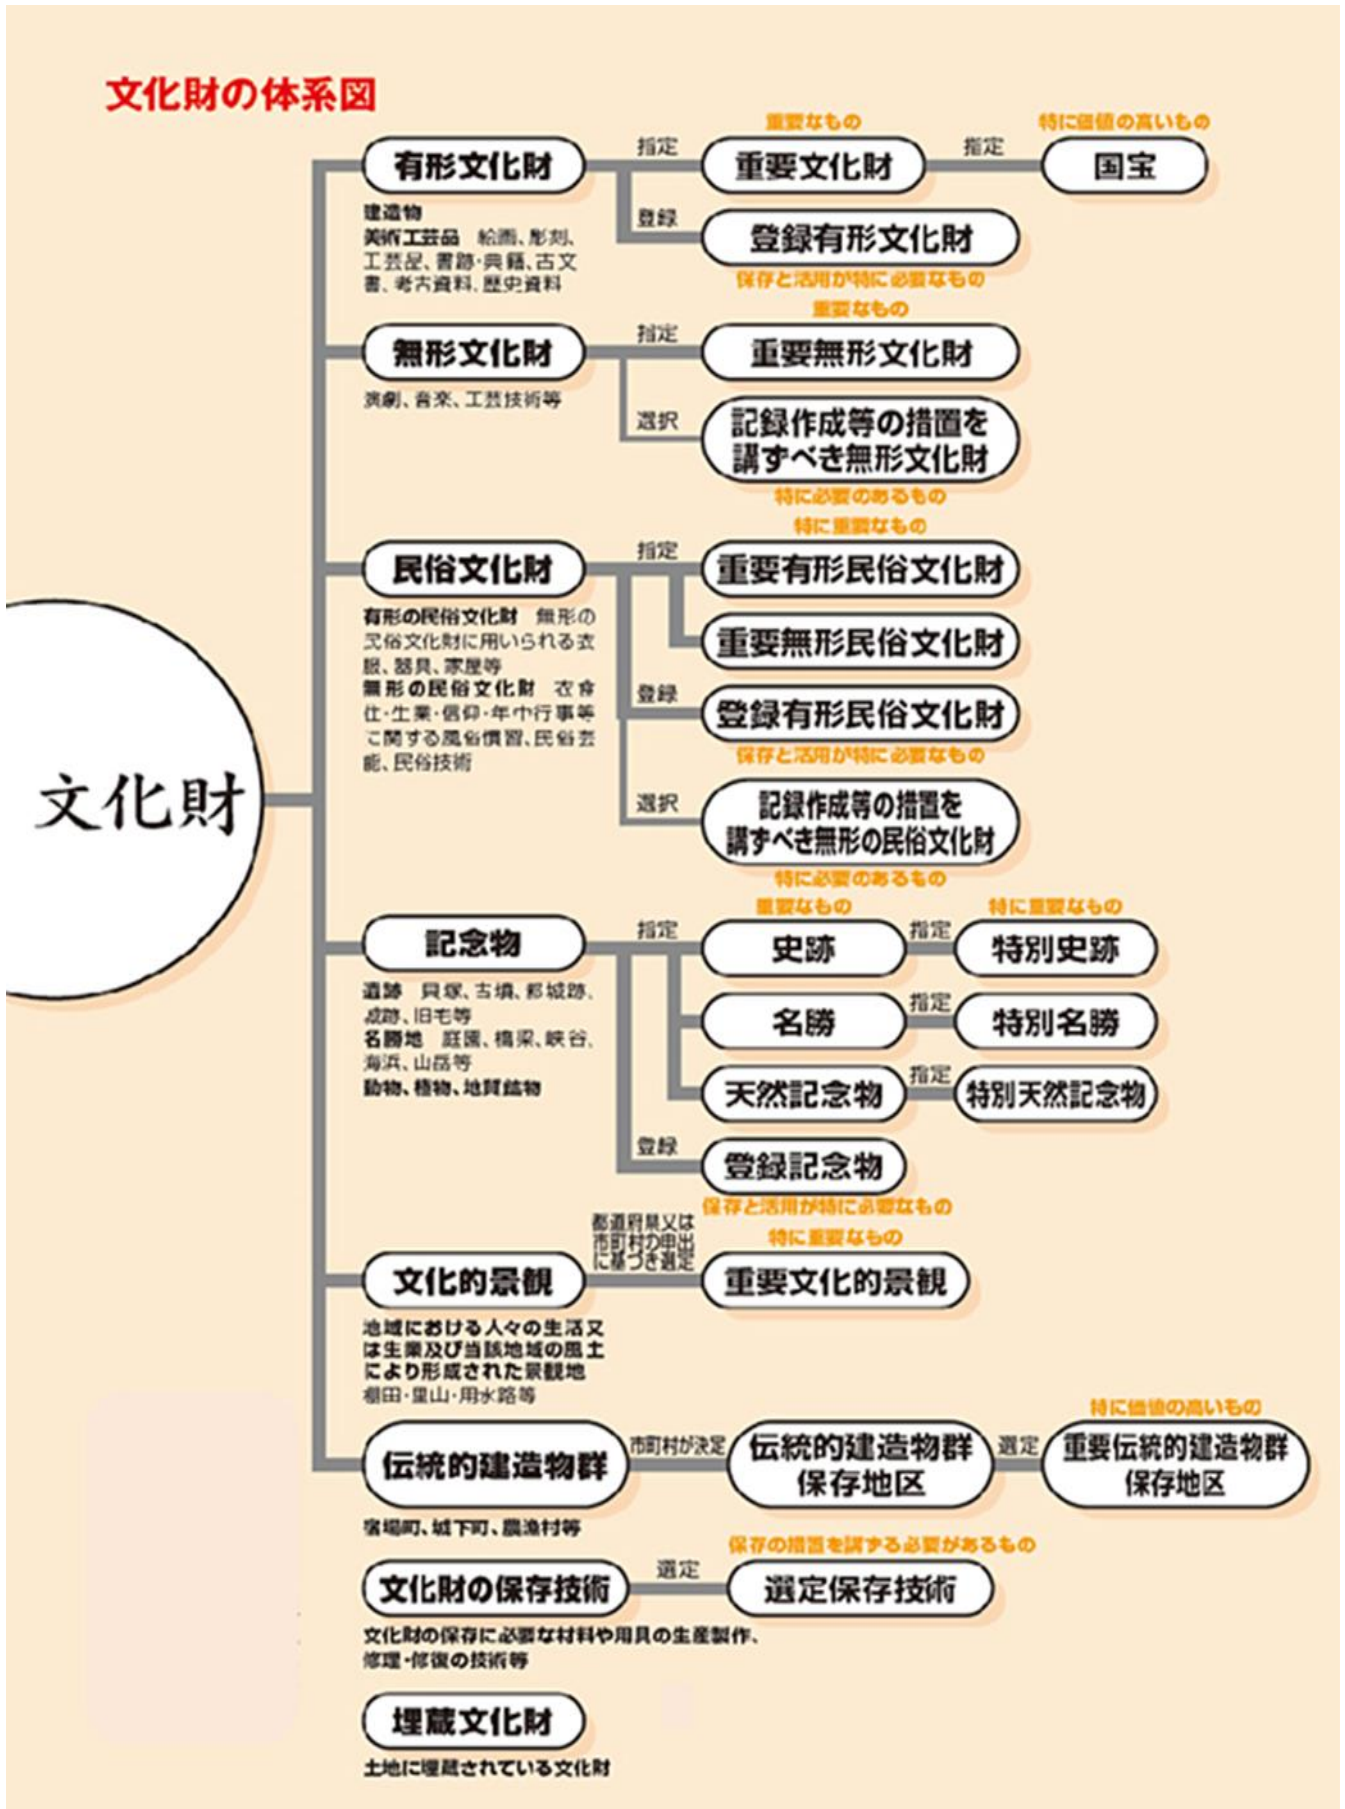 文化財の体系図
文化財
有形文化財
建造物
美術工芸品 絵画、彫刻、
工芸品、書跡・典籍、古文
書、考古資料、歴史資料
指定
重要なもの
重要文化財
指定
特に価値の高いもの
国宝
登録
登録有形文化財
保存と活用が特に必要なもの
無形文化財
演劇、音楽、工芸技術等
指定
重要なもの
重要無形文化財
選択
記録作成等の措置を
講ずべき無形文化財
特に必要のあるもの
民俗文化財
有形の民俗文化財 無形の
民俗文化財に用いられる衣
服、器具、家屋等
無形の民俗文化財 衣食
住・生業・信仰・年中行事等
に関する風俗慣習、民俗芸
能、民俗技術
指定
特に重要なもの
重要有形民俗文化財
重要無形民俗文化財
登録
登録有形民俗文化財
保存と活用が特に必要なもの
選択
記録作成等の措置を
講ずべき無形の民俗文化財
特に必要のあるもの
記念物
遺跡 貝塚、古墳、都城跡、
城跡、旧宅等
名勝地 庭園、橋梁、峡谷、
海浜、山岳等
動物、植物、地質鉱物
指定
重要なもの
史跡
指定
特に重要なもの
特別史跡
名勝
指定
特別名勝
天然記念物
指定
特別天然記念物
登録
登録記念物
保存と活用が特に必要なもの
文化的景観
地域における人々の生活又
は生業及び当該地域の風土
により形成された景観地
棚田・里山・用水路等
都道府県又は
市町村の申出
に基づき選定
特に重要なもの
重要文化的景観
伝統的建造物群
宿場町、城下町、農漁村等
市町村が決定
伝統的建造物群
保存地区
選定
特に価値の高いもの
重要伝統的建造物群
保存地区
文化財の保存技術
文化財の保存に必要な材料や用具の生産製作、
修理・修復の技術等
選定
保存の措置を講ずる必要があるもの
選定保存技術
埋蔵文化財
土地に埋蔵されている文化財